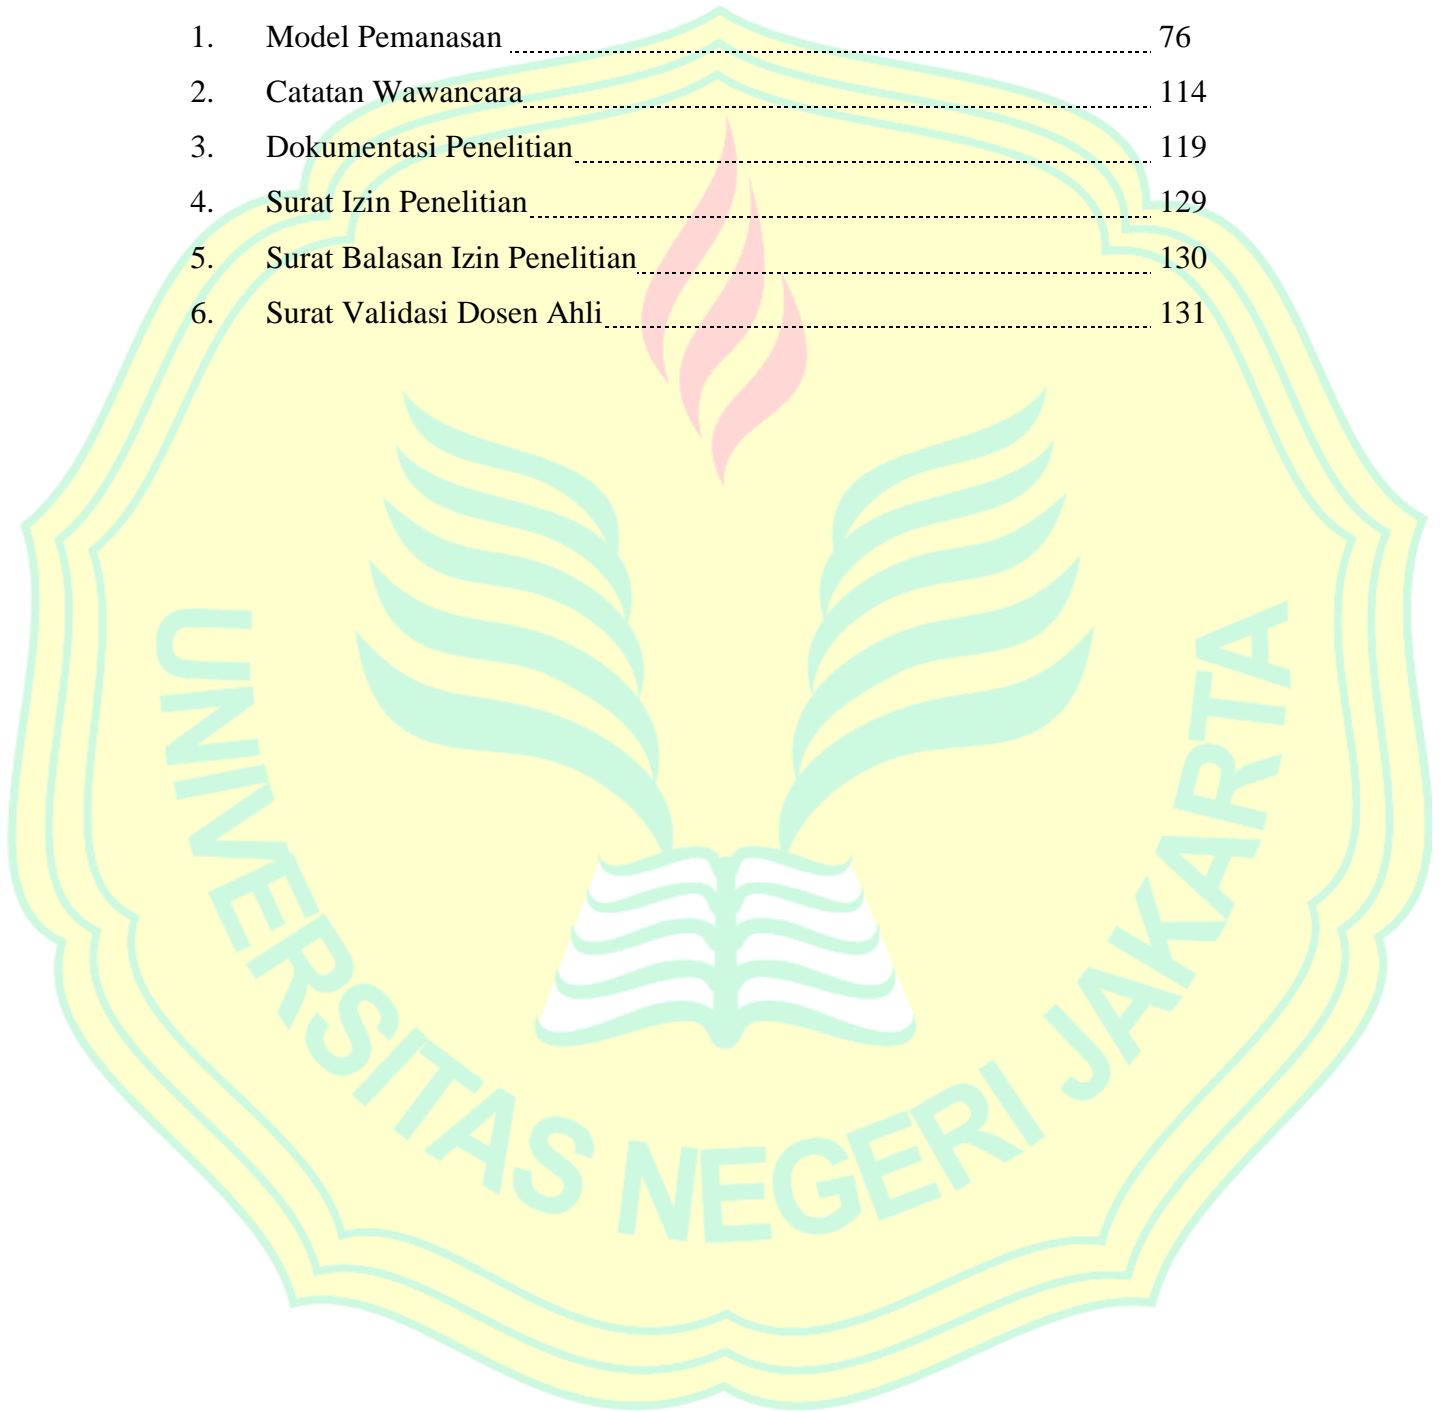 1. Model Pemanasan 76
2. Catatan Wawancara 114
3. Dokumentasi Penelitian 119
4. Surat Izin Penelitian 129
5. Surat Balasan Izin Penelitian 130
6. Surat Validasi Dosen Ahli 131
UNIVERSITAS NEGERI JAKARTA